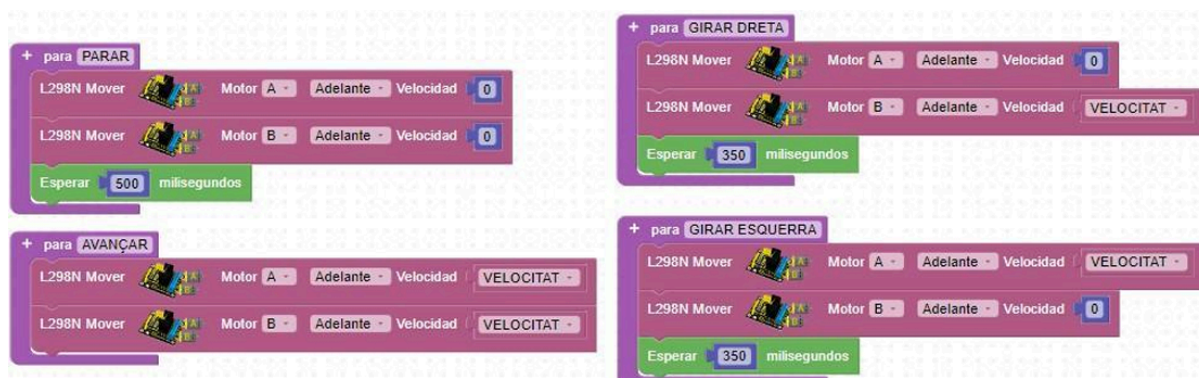 + para PARAR
L298N Mover Motor A Adelante Velocidad 0
L298N Mover Motor B Adelante Velocidad 0
Esperar 500 milisegundos
+ para AVANÇAR
L298N Mover Motor A Adelante Velocidad VELOCITAT
L298N Mover Motor B Adelante Velocidad VELOCITAT
+ para GIRAR DRETA
L298N Mover Motor A Adelante Velocidad 0
L298N Mover Motor B Adelante Velocidad VELOCITAT
Esperar 350 milisegundos
+ para GIRAR ESQUERRA
L298N Mover Motor A Adelante Velocidad VELOCITAT
L298N Mover Motor B Adelante Velocidad 0
Esperar 350 milisegundos